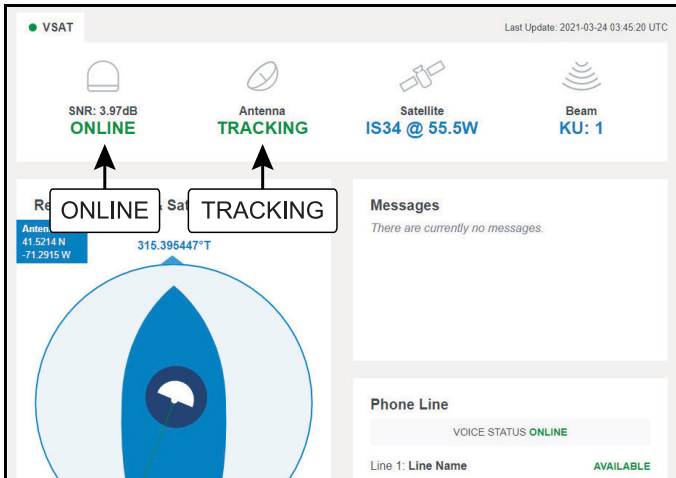 VSAT
Last Update: 2021-03-24 03:45:20 UTC
SNR: 3.97dB
ONLINE
Antenna
TRACKING
Satellite
IS34 @ 55.5W
Beam
KU: 1
ONLINE
TRACKING
Re & Sat
41.5214 N
-71.2915 W
315.395447°T
Messages
There are currently no messages.
Phone Line
VOICE STATUS ONLINE
Line 1: Line Name
AVAILABLE